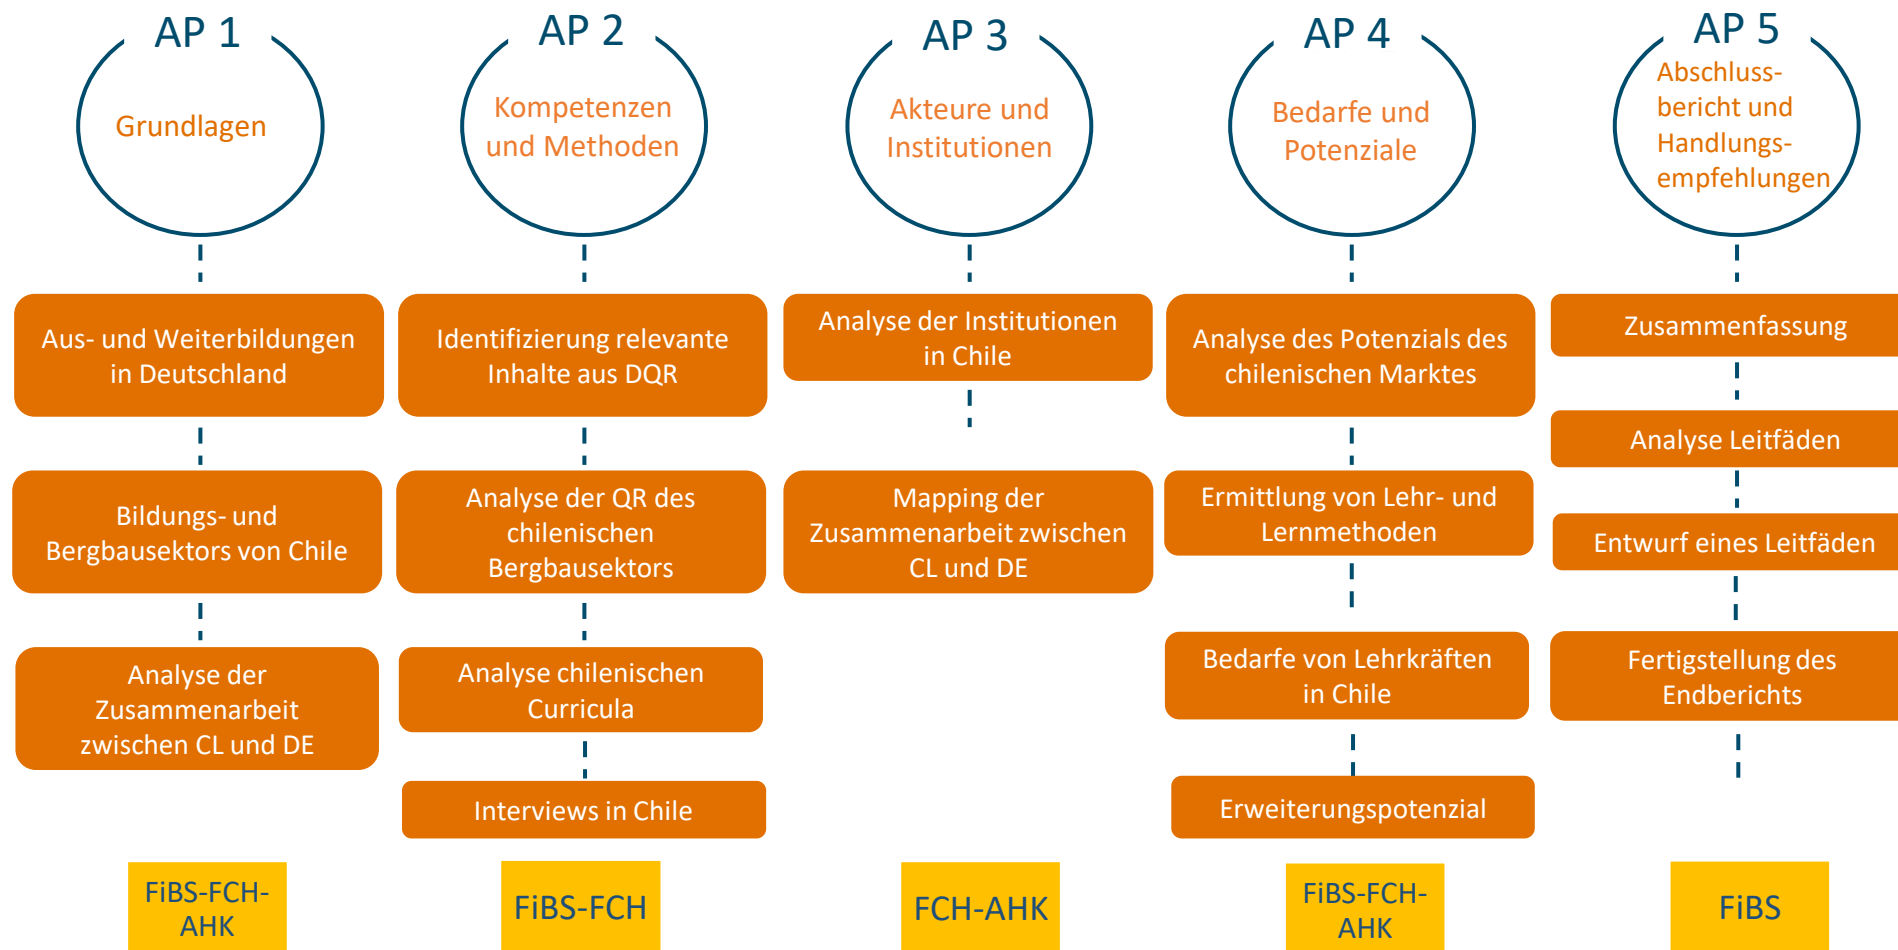 AP 1
Grundlagen
Aus- und Weiterbildungen
in Deutschland
Bildungs- und
Bergbausektors von Chile
Analyse der
Zusammenarbeit
zwischen CL und DE
FiBS-FCH-
AHK
AP 2
Kompetenzen
und Methoden
Identifizierung relevante
Inhalte aus DQR
Analyse der QR des
chilenischen
Bergbausektors
Analyse chilenischen
Curricula
Interviews in Chile
FiBS-FCH
AP 3
Akteure und
Institutionen
Analyse der Institutionen
in Chile
Mapping der
Zusammenarbeit zwischen
CL und DE
FCH-AHK
AP 4
Bedarfe und
Potenziale
Analyse des Potenzials des
chilenischen Marktes
Ermittlung von Lehr- und
Lernmethoden
Bedarfe von Lehrkräften
in Chile
Erweiterungspotenzial
FiBS-FCH-
AHK
AP 5
Abschluss-
bericht und
Handlungs-
empfehlungen
Zusammenfassung
Analyse Leitfäden
Entwurf eines Leitfäden
Fertigstellung des
Endberichts
FiBS